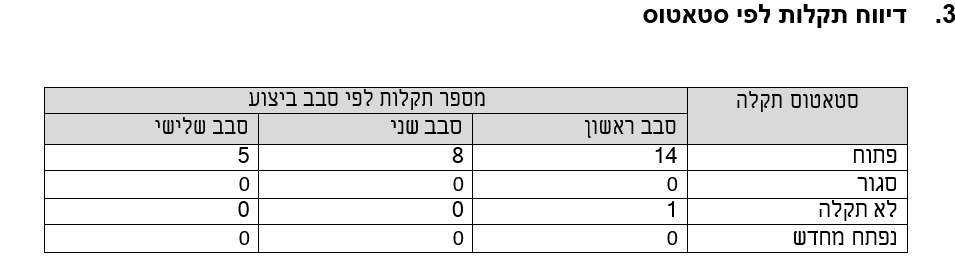 3. דיווח תקלות לפי סטאטוס
סטאטוס תקלה מספר תקלות לפי סבב ביצוע
סבב ראשון סבב שני סבב שלישי
פתוח 14 8 5
סגור 0 0 0
לא תקלה 1 0 0
נפתח מחדש 0 0 0